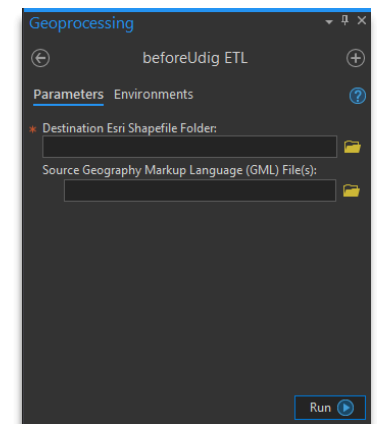 Geoprocessing
beforeUdig ETL
Parameters Environments
* Destination Esri Shapefile Folder:
Source Geography Markup Language (GML) File(s):
Run